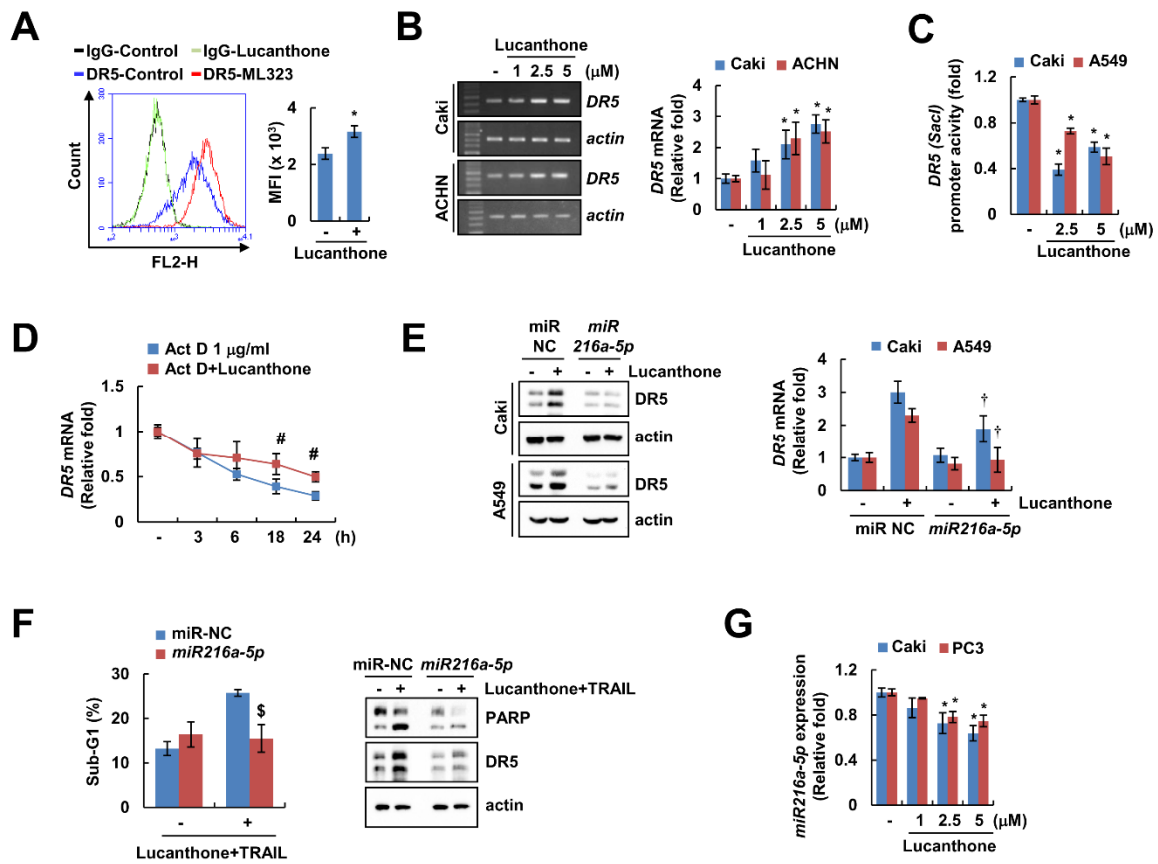 A
IgG-Control
IgG-Lucanthone
DR5-Control
DR5-ML323
Count
300
200
100
0
FL2-H
MFI (x 10³)
4
2
0
*
- +
Lucanthone
B
Lucanthone
- 1 2.5 5 (μM)
Caki
DR5
actin
ACHN
DR5
actin
Caki ACHN
DR5 mRNA
(Relative fold)
4
3
2
1
0
* * * *
- 1 2.5 5 (μM)
Lucanthone
C
Caki A549
DR5 (SacI)
promoter acivity (fold)
1.2
0.8
0.4
0
* * * *
- 2.5 5 (μM)
Lucanthone
D
Act D 1 μg/ml
Act D+Lucanthone
DR5 mRNA
(Relative fold)
1.5
1
0.5
0
# #
- 3 6 18 24 (h)
E
miR
NC
miR
216a-5p
- + - + Lucanthone
Caki
DR5
actin
A549
DR5
actin
Caki A549
DR5 mRNA
(Relative fold)
4
3
2
1
0
† †
- + - + Lucanthone
miR NC miR216a-5p
F
miR-NC
miR216a-5p
Sub-G1 (%)
30
20
10
0
$
- +
Lucanthone+TRAIL
miR-NC miR216a-5p
- + - + Lucanthone+TRAIL
PARP
DR5
actin
G
Caki PC3
miR216a-5p expression
(Relative fold)
1.2
0.8
0.4
0
* * * *
- 1 2.5 5 (μM)
Lucanthone